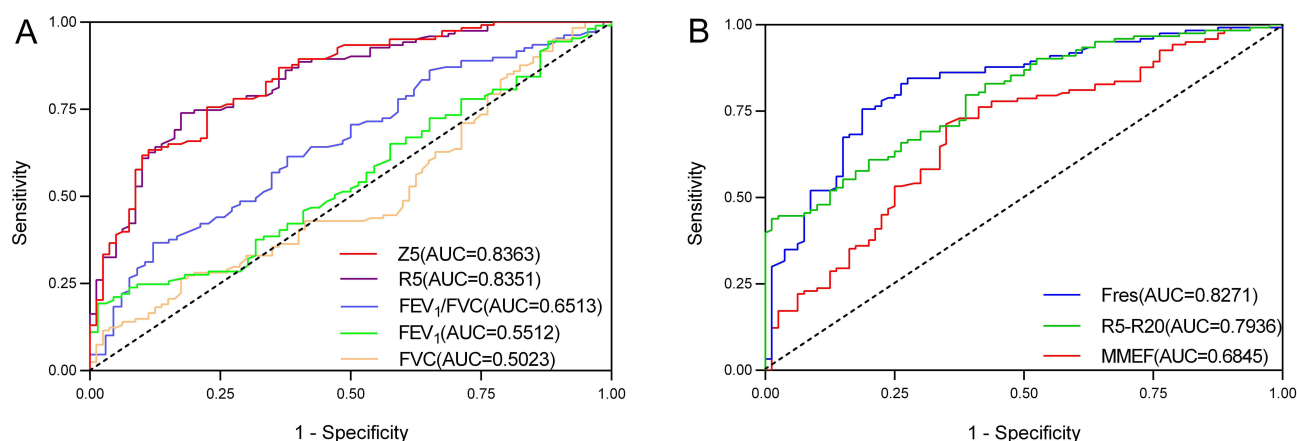 A
1.00
0.75
0.50
0.25
0.00
Sensitivity
Z5(AUC=0.8363)
R5(AUC=0.8351)
FEV₁/FVC(AUC=0.6513)
FEV₁(AUC=0.5512)
FVC(AUC=0.5023)
0.00 0.25 0.50 0.75 1.00
1 - Specificity
B
1.00
0.75
0.50
0.25
0.00
Sensitivity
Fres(AUC=0.8271)
R5-R20(AUC=0.7936)
MMEF(AUC=0.6845)
0.00 0.25 0.50 0.75 1.00
1 - Specificity